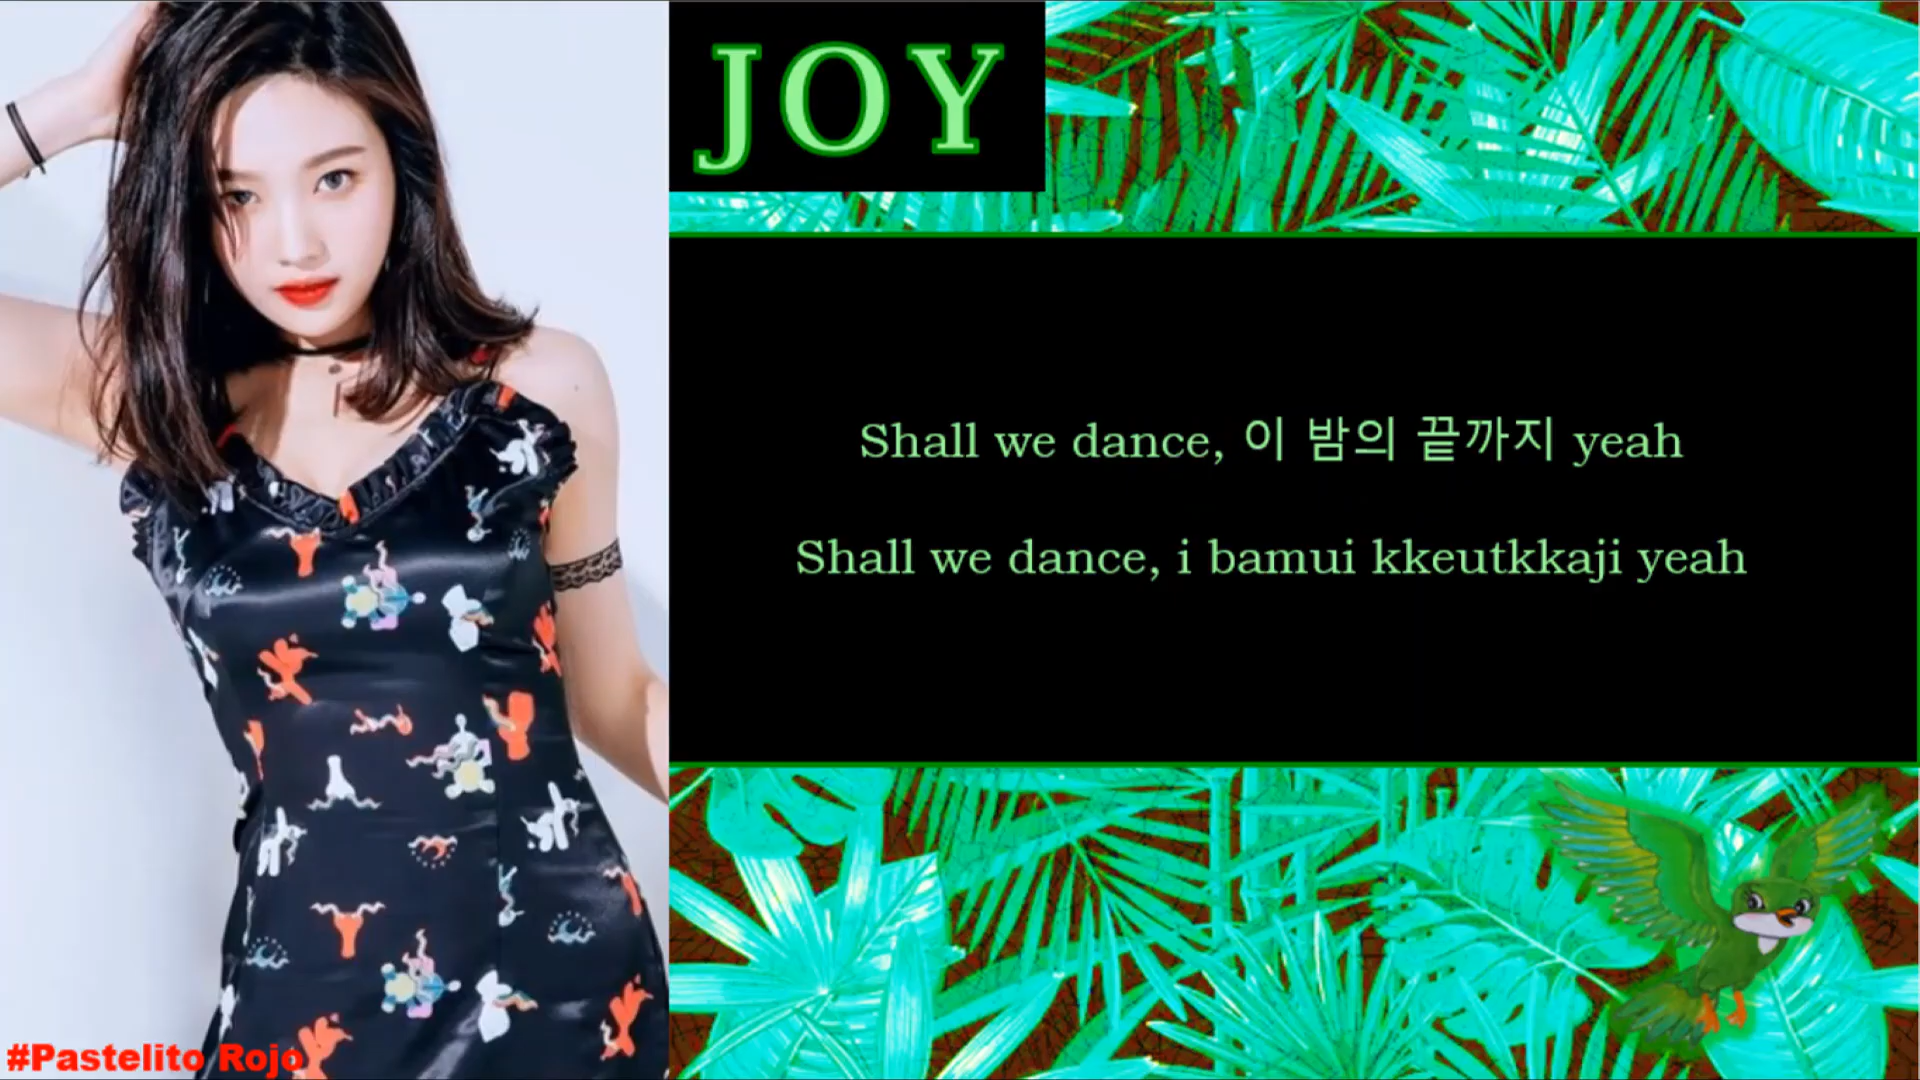 JOY
Shall we dance, 이 밤의 끝까지 yeah
Shall we dance, i bamui kkeutkkaji yeah
#Pastelito Rojo